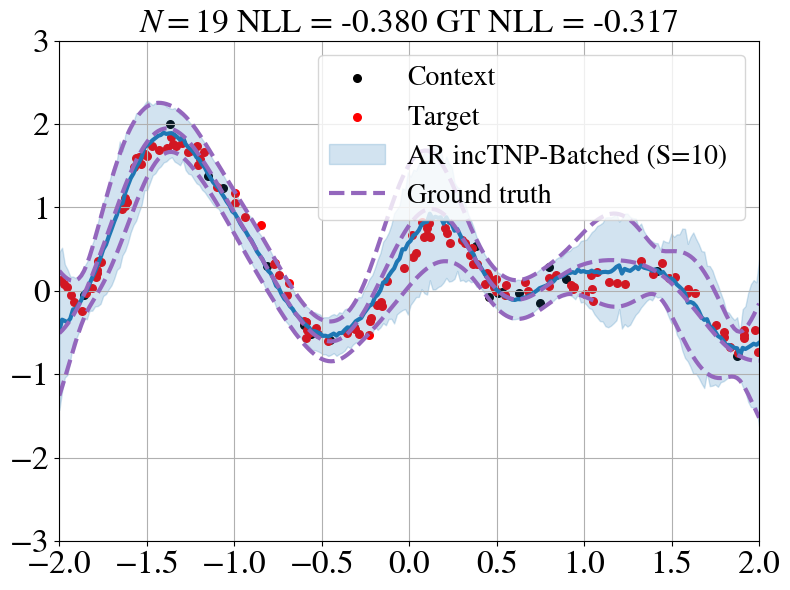 N = 19 NLL = -0.380 GT NLL = -0.317
3
2
1
0
−1
−2
−3
Context
Target
AR incTNP-Batched (S=10)
Ground truth
−2.0 −1.5 −1.0 −0.5 0.0 0.5 1.0 1.5 2.0